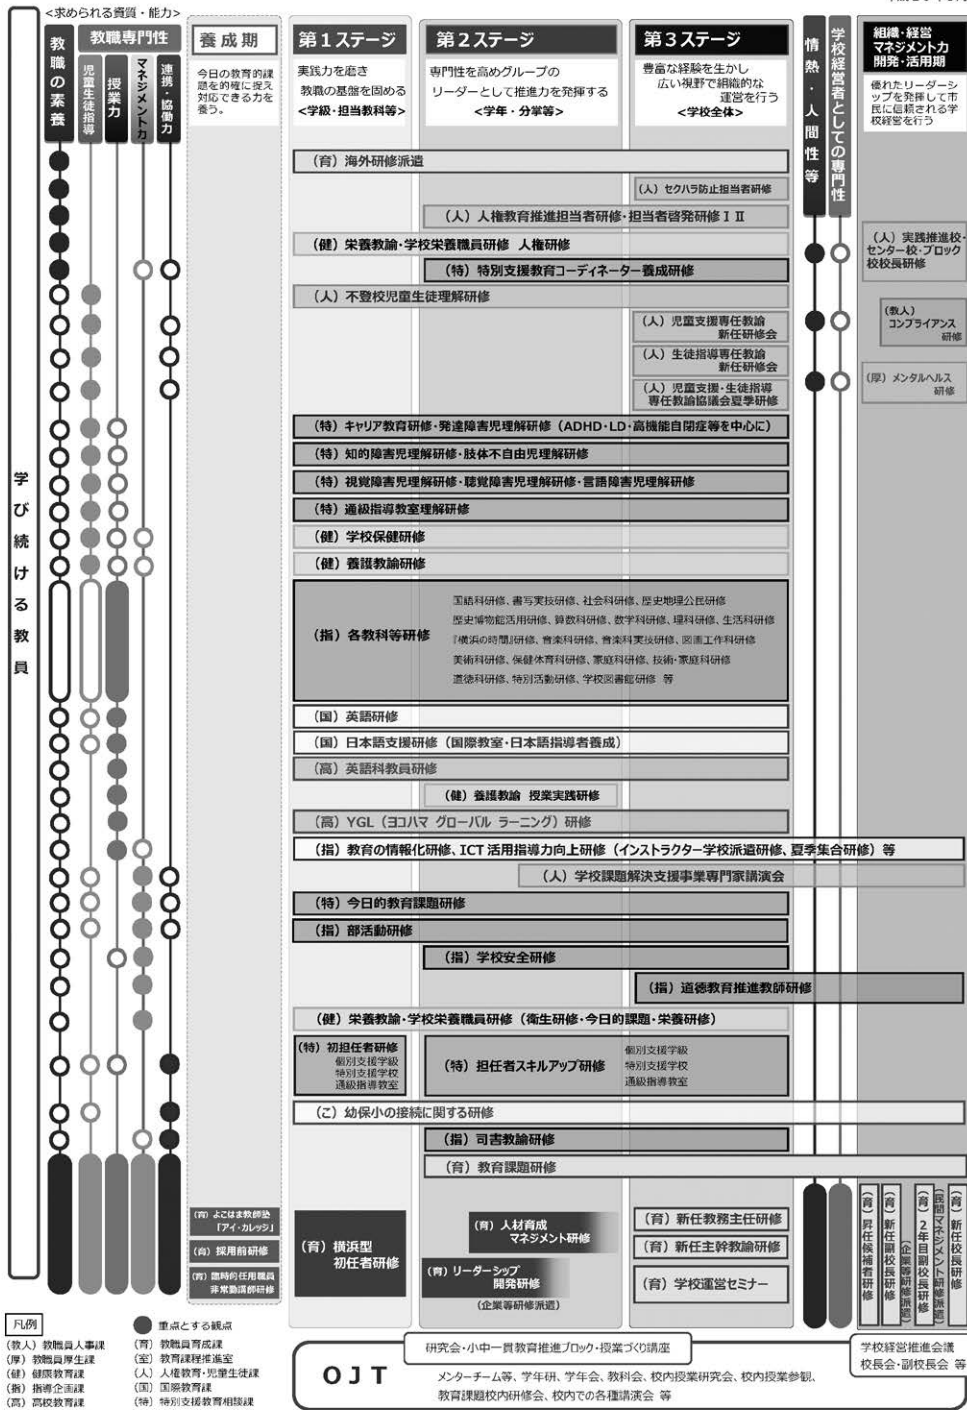 <求められる資質・能力>
教職の素養
教職専門性
児童生徒指導
授業力
マネジメント力
連携・協働力
養成期
今日の教育的課
題を的確に捉え
対応できる力を
養う。
第1ステージ
実践力を磨き
教職の基盤を固める
<学級・担当教科等>
第2ステージ
専門性を高めグループの
リーダーとして推進力を発揮する
<学年・分掌等>
第3ステージ
豊富な経験を生かし
広い視野で組織的な
運営を行う
<学校全体>
情熱・人間性等
学校経営者としての専門性
組織・経営
マネジメント力
開発・活用期
優れたリーダーシ
ップを発揮して市
民に信頼される学
校経営を行う
学び続ける教員
(育) 海外研修派遣
(人) セクハラ防止担当者研修
(人) 人権教育推進担当者研修・担当者啓発研修ⅠⅡ
(健) 栄養教諭・学校栄養職員研修 人権研修
(人) 実践推進校・
センター校・ブロック
校校長研修
(特) 特別支援教育コーディネーター養成研修
(人) 不登校児童生徒理解研修
(教人)
コンプライアンス
研修
(人) 児童支援専任教諭
新任研修会
(人) 生徒指導専任教諭
新任研修会
(人) 児童支援・生徒指導
専任教諭協議会夏季研修
(厚) メンタルヘルス
研修
(特) キャリア教育研修・発達障害児理解研修 (ADHD・LD・高機能自閉症等を中心に)
(特) 知的障害児理解研修・肢体不自由児理解研修
(特) 視覚障害児理解研修・聴覚障害児理解研修・言語障害児理解研修
(特) 通級指導教室理解研修
(健) 学校保健研修
(健) 養護教諭研修
(指) 各教科等研修
国語科研修、書写実技研修、社会科研修、歴史地理公民研修
歴史博物館活用研修、算数科研修、数学科研修、理科研修、生活科研修
『横浜の時間』研修、音楽科研修、音楽科実技研修、図画工作科研修
美術科研修、保健体育科研修、家庭科研修、技術・家庭科研修
道徳科研修、特別活動研修、学校図書館研修 等
(国) 英語研修
(国) 日本語支援研修 (国際教室・日本語指導者養成)
(高) 英語科教員研修
(健) 養護教諭 授業実践研修
(高) YGL (ヨコハマ グローバル ラーニング) 研修
(指) 教育の情報化研修、ICT 活用指導力向上研修 (インストラクター学校派遣研修、夏季集合研修) 等
(人) 学校課題解決支援事業専門家講演会
(特) 今日的教育課題研修
(指) 部活動研修
(指) 学校安全研修
(指) 道徳教育推進教師研修
(健) 栄養教諭・学校栄養職員研修 (衛生研修・今日的課題・栄養研修)
(特) 初担任者研修
個別支援学級
特別支援学校
通級指導教室
(特) 担任者スキルアップ研修
個別支援学級
特別支援学校
通級指導教室
(こ) 幼保小の接続に関する研修
(指) 司書教諭研修
(育) 教育課題研修
(育) よこはま教師塾
「アイ・カレッジ」
(育) 採用前研修
(育) 臨時的任用職員
非常勤講師研修
(育) 横浜型
初任者研修
(育) 人材育成
マネジメント研修
(育) リーダーシップ
開発研修
(企業等研修派遣)
(育) 新任教務主任研修
(育) 新任主幹教諭研修
(育) 学校運営セミナー
(育) 昇任候補者研修
(育) 新任副校長研修
(企業等研修派遣)
(育) 2年目副校長研修
(民間マネジメント研修派遣)
(育) 新任校長研修
凡例
(教人) 教職員人事課
(厚) 教職員厚生課
(健) 健康教育課
(指) 指導企画課
(高) 高校教育課
重点とする観点
(育) 教職員育成課
(室) 教育課程推進室
(人) 人権教育・児童生徒課
(国) 国際教育課
(特) 特別支援教育相談課
OJT
研究会・小中一貫教育推進ブロック・授業づくり講座
メンターチーム等、学年研、学年会、教科会、校内授業研究会、校内授業参観、
教育課題校内研修会、校内での各種講演会 等
学校経営推進会議
校長会・副校長会 等